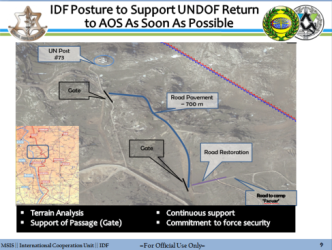 IDF Posture to Support UNDOF Return
to AOS As Soon As Possible
UN Post
#73
Gate
Road Pavement
~ 700 m
Gate
Road Restoration
Road to camp
▪ Terrain Analysis
▪ Support of Passage (Gate)
▪ Continuous support
▪ Commitment to force security
International Cooperation Unit || IDF
~For Official Use Only~
9